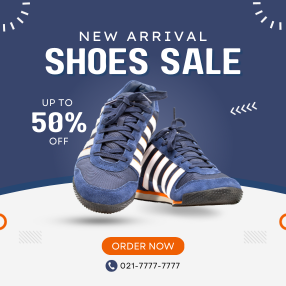 NEW ARRIVAL
SHOES SALE
UP TO
50%
OFF
ORDER NOW
021-7777-7777